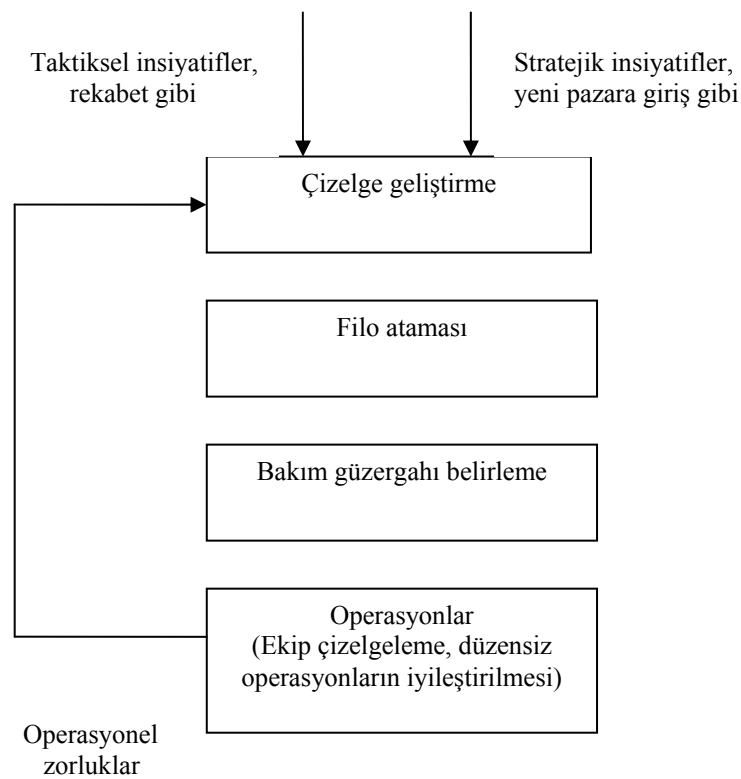 Taktiksel insiyatifler,
rekabet gibi
Stratejik insiyatifler,
yeni pazara giriş gibi
Çizelge geliştirme
Filo ataması
Bakım güzergahı belirleme
Operasyonlar
(Ekip çizelgeleme, düzensiz
operasyonların iyileştirilmesi)
Operasyonel
zorluklar